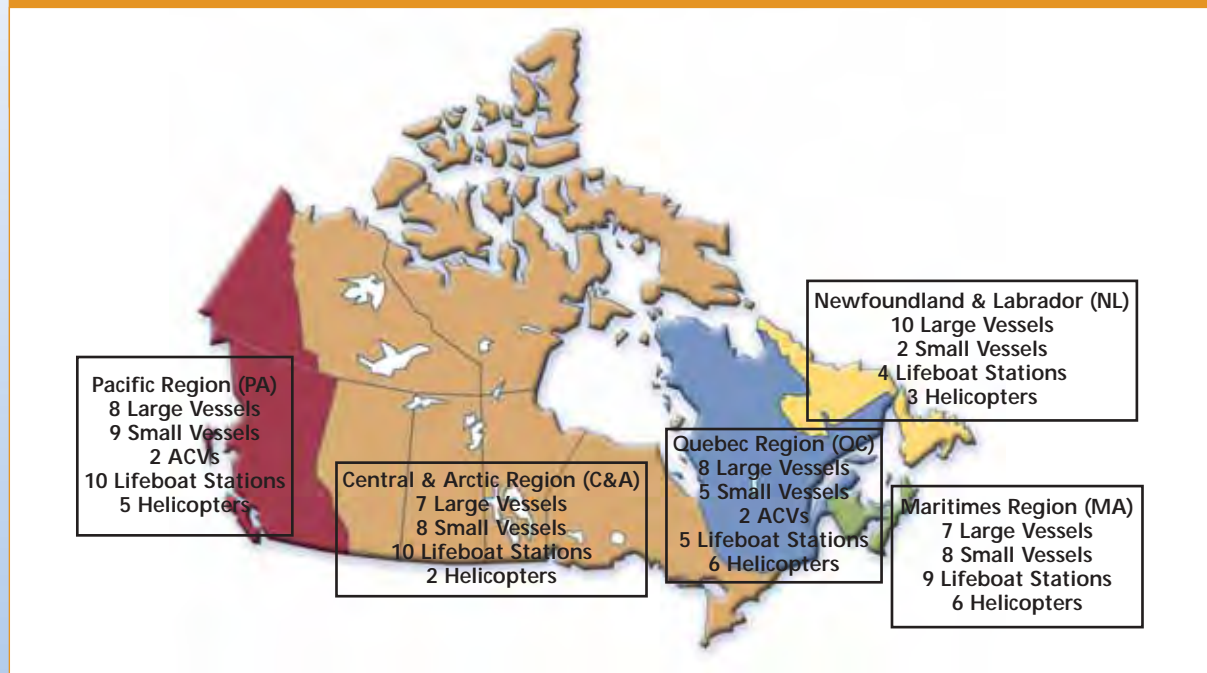 Pacific Region (PA)
8 Large Vessels
9 Small Vessels
2 ACVs
10 Lifeboat Stations
5 Helicopters
Central & Arctic Region (C&A)
7 Large Vessels
8 Small Vessels
10 Lifeboat Stations
2 Helicopters
Quebec Region (QC)
8 Large Vessels
5 Small Vessels
2 ACVs
5 Lifeboat Stations
6 Helicopters
Newfoundland & Labrador (NL)
10 Large Vessels
2 Small Vessels
4 Lifeboat Stations
3 Helicopters
Maritimes Region (MA)
7 Large Vessels
8 Small Vessels
9 Lifeboat Stations
6 Helicopters